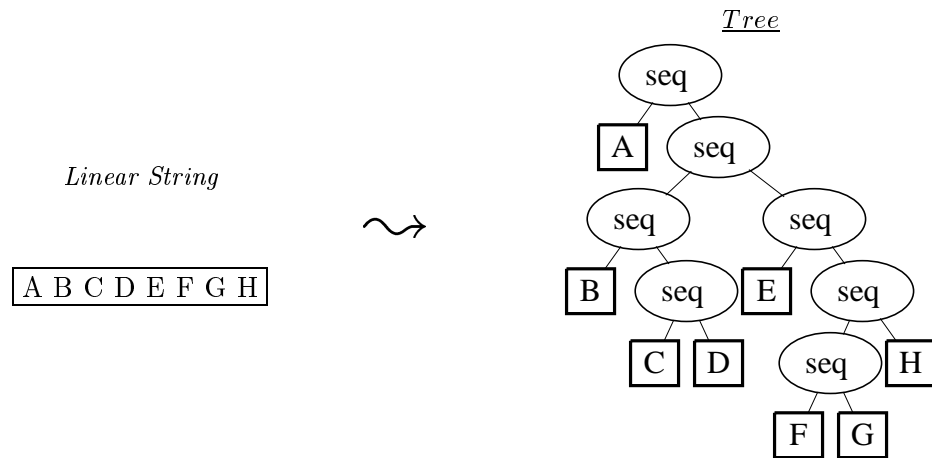 Tree
seq
A seq
Linear String
seq seq
A B C D E F G H
B seq E seq
C D seq H
F G